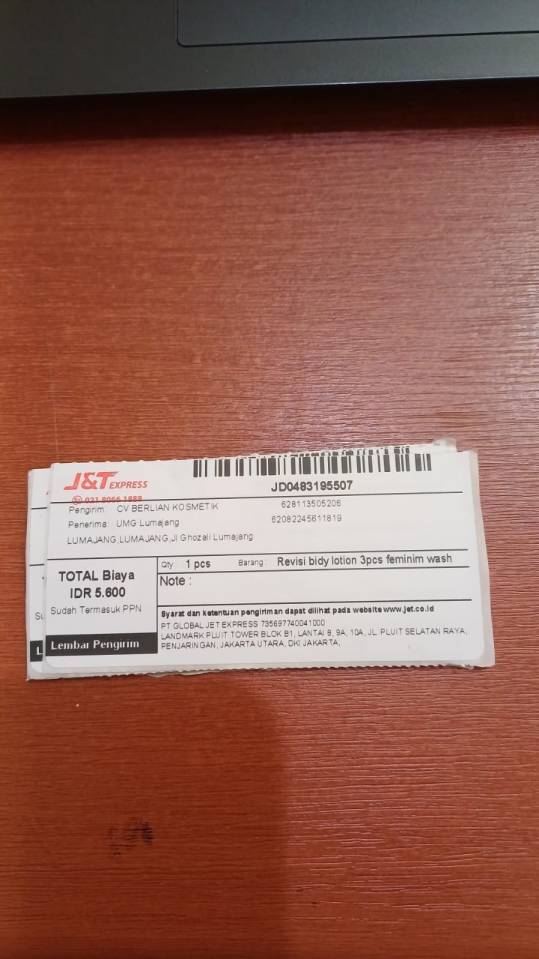 J&T EXPRESS
021 8066 1888
JD0483195507
Pengirim: CV BERLIAN KOSMETIK 628113505206
Penerima: UMG Lumajang 62082245611819
LUMAJANG,LUMAJANG,Jl Ghozali Lumajang
TOTAL Biaya
IDR 5.600
Sudah Termasuk PPN
Qty 1 pcs Barang: Revisi bidy lotion 3pcs feminim wash
Note :
Syarat dan ketentuan pengiriman dapat dilihat pada website www.jet.co.id
PT GLOBAL JET EXPRESS 735697740041000
LANDMARK PLUIT TOWER BLOK B1, LANTAI 8, 9A, 10A, JL. PLUIT SELATAN RAYA,
PENJARINGAN, JAKARTA UTARA, DKI JAKARTA,
Lembar Pengirim